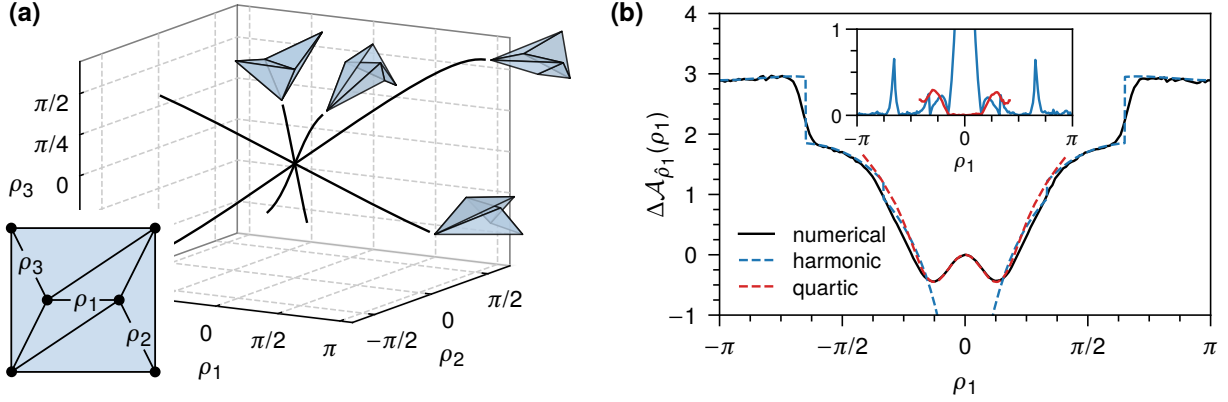 (a)
π/2
π/4
ρ₃ 0
0
π/2
π
ρ₁
−π/2
0
π/2
ρ₂
ρ₃
ρ₁
ρ₂
(b)
4
3
2
1
0
−1
Δ𝒜ρ̂₁(ρ₁)
−π
−π/2
0
π/2
π
ρ₁
numerical
harmonic
quartic
1
0
−π
0
π
ρ₁